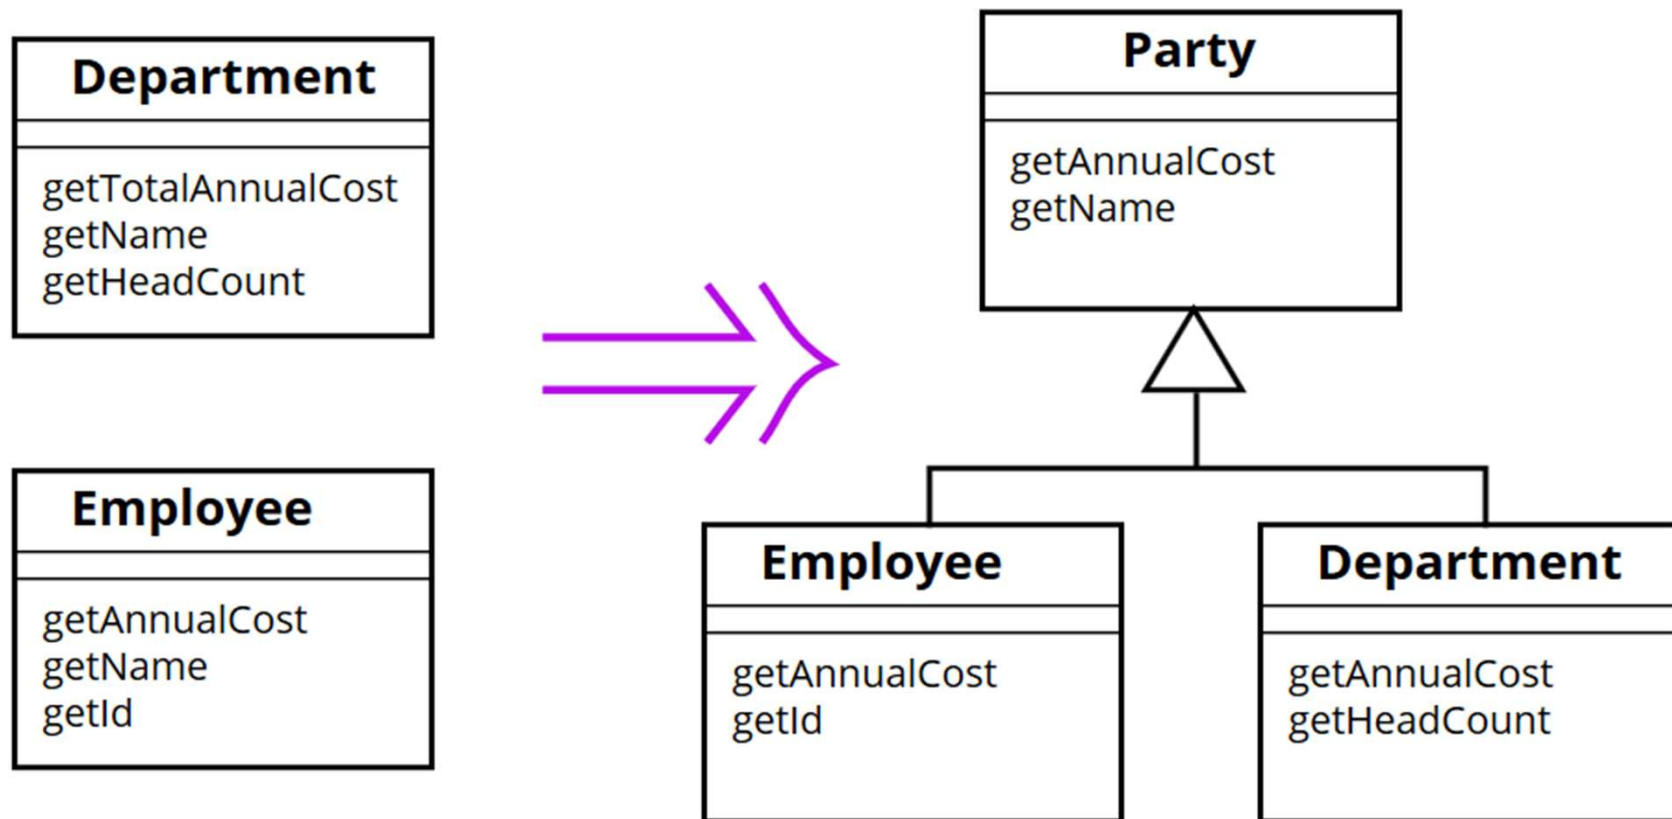 Department
getTotalAnnualCost
getName
getHeadCount
Employee
getAnnualCost
getName
getId
Party
getAnnualCost
getName
Employee
getAnnualCost
getId
Department
getAnnualCost
getHeadCount